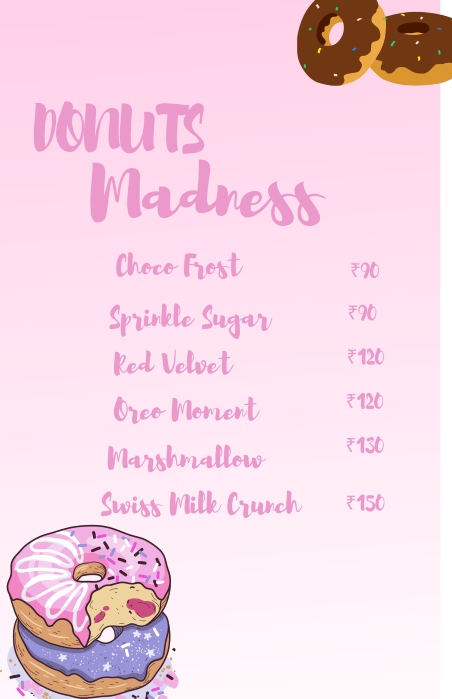 DONUTS
Madness
Choco Frost ₹90
Sprinkle Sugar ₹90
Red Velvet ₹120
Oreo Moment ₹120
Marshmallow ₹130
Swiss Milk Crunch ₹150